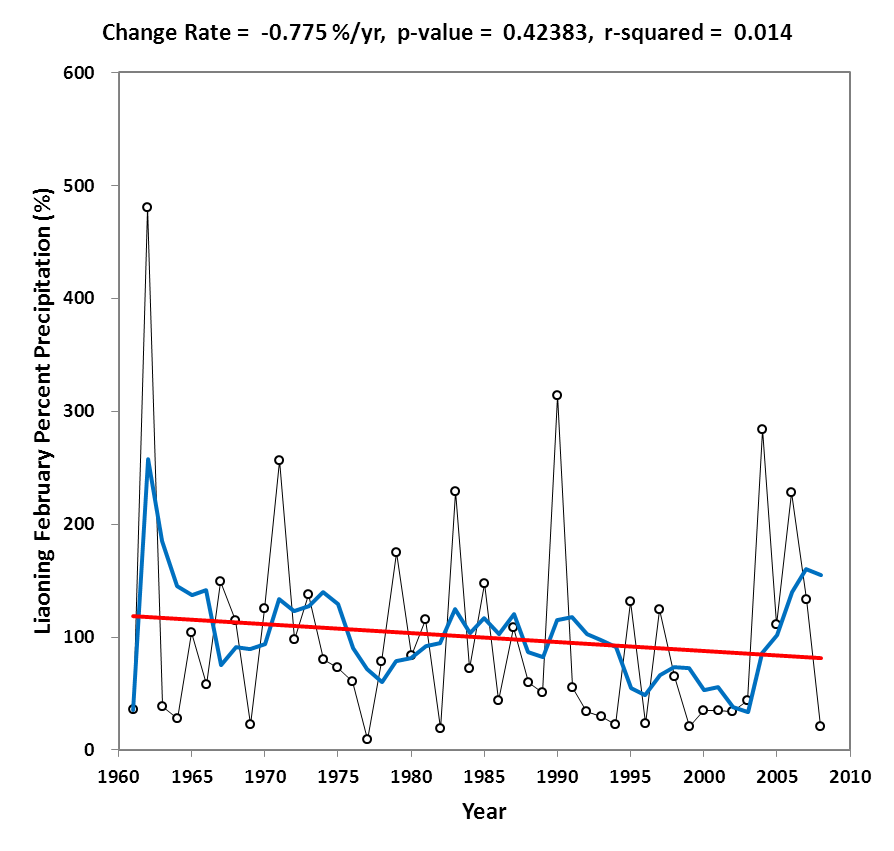 Change Rate = -0.775 %/yr, p-value = 0.42383, r-squared = 0.014
Liaoning February Percent Precipitation (%)
600
500
400
300
200
100
0
1960 1965 1970 1975 1980 1985 1990 1995 2000 2005 2010
Year